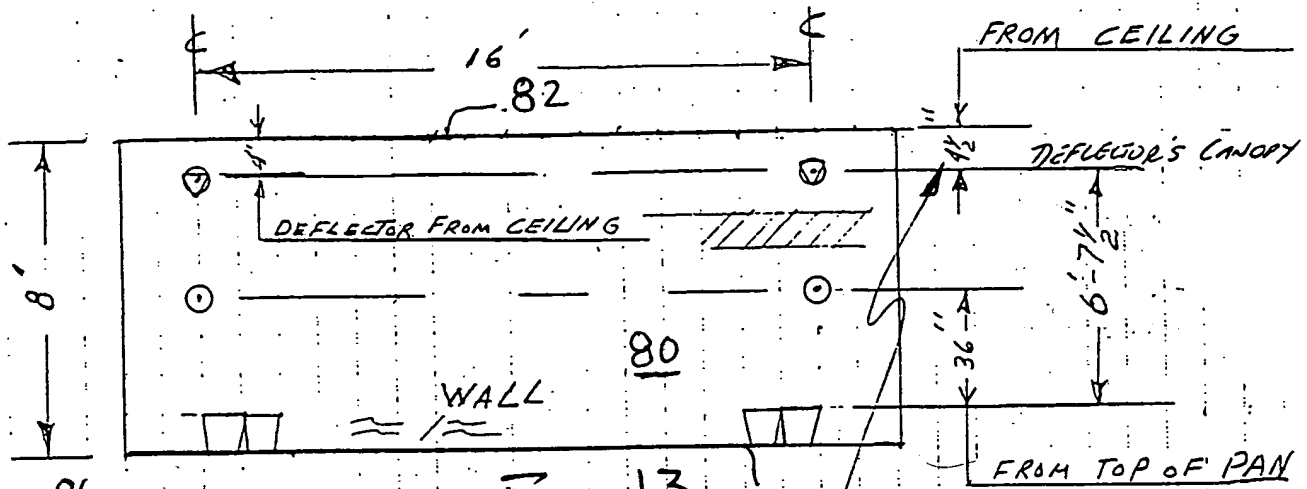 FROM CEILING
C C
16'
.82
4"
4½"
DEFLECTOR'S CANOPY
DEFLECTOR FROM CEILING
8'
6'-7½"
36"
80
WALL
FROM TOP OF PAN
13